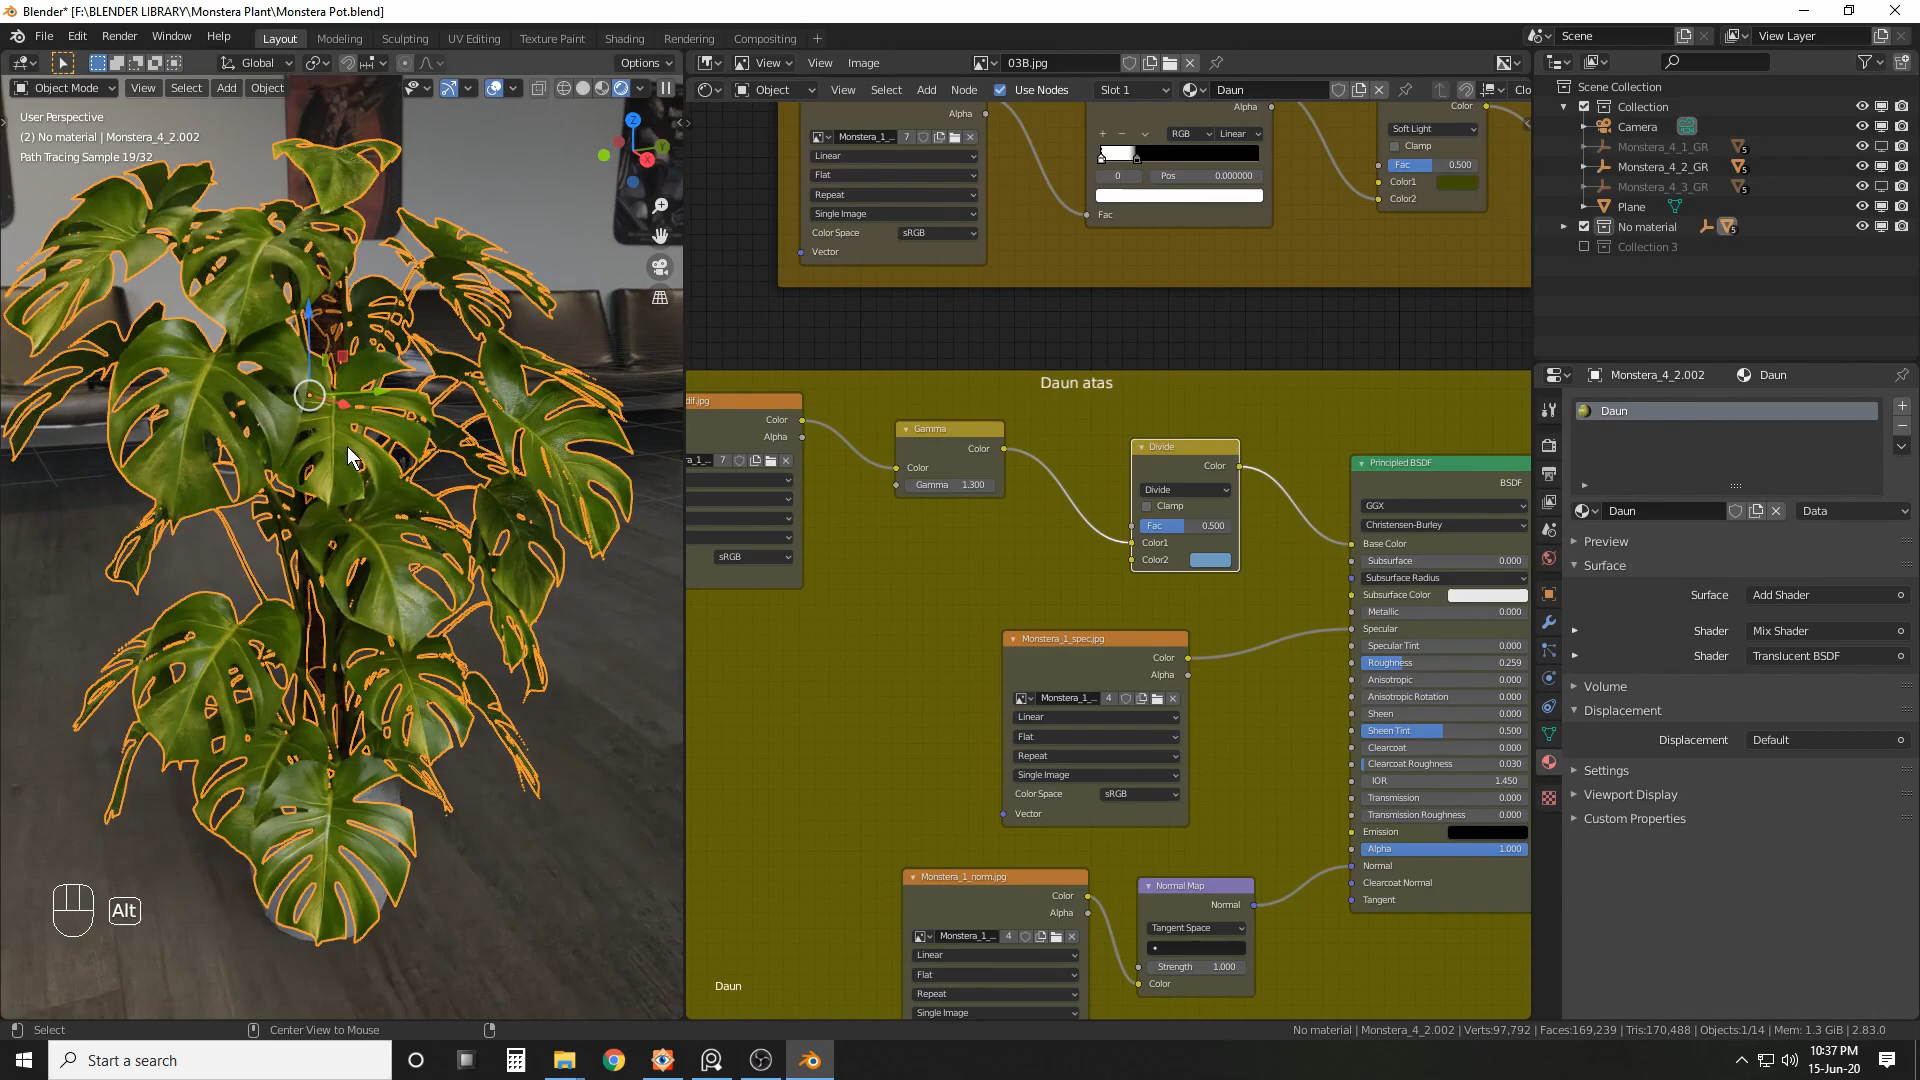 Blender* [F:\BLENDER LIBRARY\Monstera Plant\Monstera Pot.blend]
File Edit Render Window Help
Layout Modeling Sculpting UV Editing Texture Paint Shading Rendering Animation Compositing +
Scene
View Layer
Global
Options
View View Image
03B.jpg
Object Mode View Select Add Object
Object View Select Add Node Use Nodes Slot 1 Daun
User Perspective
(2) No material | Monstera_4_2.002
Path Tracing Sample 19/32
Z
Y
X
Alpha
Monstera_1_... 7
Linear
Flat
Repeat
Single Image
Color Space sRGB
Vector
Alpha
RGB Linear
0 Pos 0.000000
Fac
Color
Soft Light
Clamp
Fac 0.500
Color1
Color2
Daun atas
dif.jpg
Color
Alpha
ra_1_... 7
sRGB
Gamma
Color
Color
Gamma 1.300
Divide
Color
Divide
Clamp
Fac 0.500
Color1
Color2
Monstera_1_spec.jpg
Color
Alpha
Monstera_1_... 4
Linear
Flat
Repeat
Single Image
Color Space sRGB
Vector
Monstera_1_norm.jpg
Color
Alpha
Monstera_1_... 4
Linear
Flat
Repeat
Single Image
Normal Map
Normal
Tangent Space
Strength 1.000
Color
Principled BSDF
BSDF
GGX
Christensen-Burley
Base Color
Subsurface 0.000
Subsurface Radius
Subsurface Color
Metallic 0.000
Specular
Specular Tint 0.000
Roughness 0.259
Anisotropic 0.000
Anisotropic Rotation 0.000
Sheen 0.000
Sheen Tint 0.500
Clearcoat 0.000
Clearcoat Roughness 0.030
IOR 1.450
Transmission 0.000
Transmission Roughness 0.000
Emission
Alpha 1.000
Normal
Clearcoat Normal
Tangent
Daun
Alt
Scene Collection
Collection
Camera
Monstera_4_1_GR 5
Monstera_4_2_GR 5
Monstera_4_3_GR 5
Plane
No material 5
Collection 3
Monstera_4_2.002 Daun
Daun
Daun Data
Preview
Surface
Surface Add Shader
Shader Mix Shader
Shader Translucent BSDF
Volume
Displacement
Displacement Default
Settings
Viewport Display
Custom Properties
Select Center View to Mouse
No material | Monstera_4_2.002 | Verts:97,792 | Faces:169,239 | Tris:170,488 | Objects:1/14 | Mem: 1.3 GiB | 2.83.0
Start a search
10:37 PM
15-Jun-20